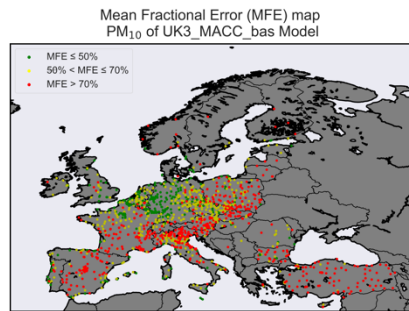 Mean Fractional Error (MFE) map
PM₁₀ of UK3_MACC_bas Model
MFE ≤ 50%
50% < MFE ≤ 70%
MFE > 70%